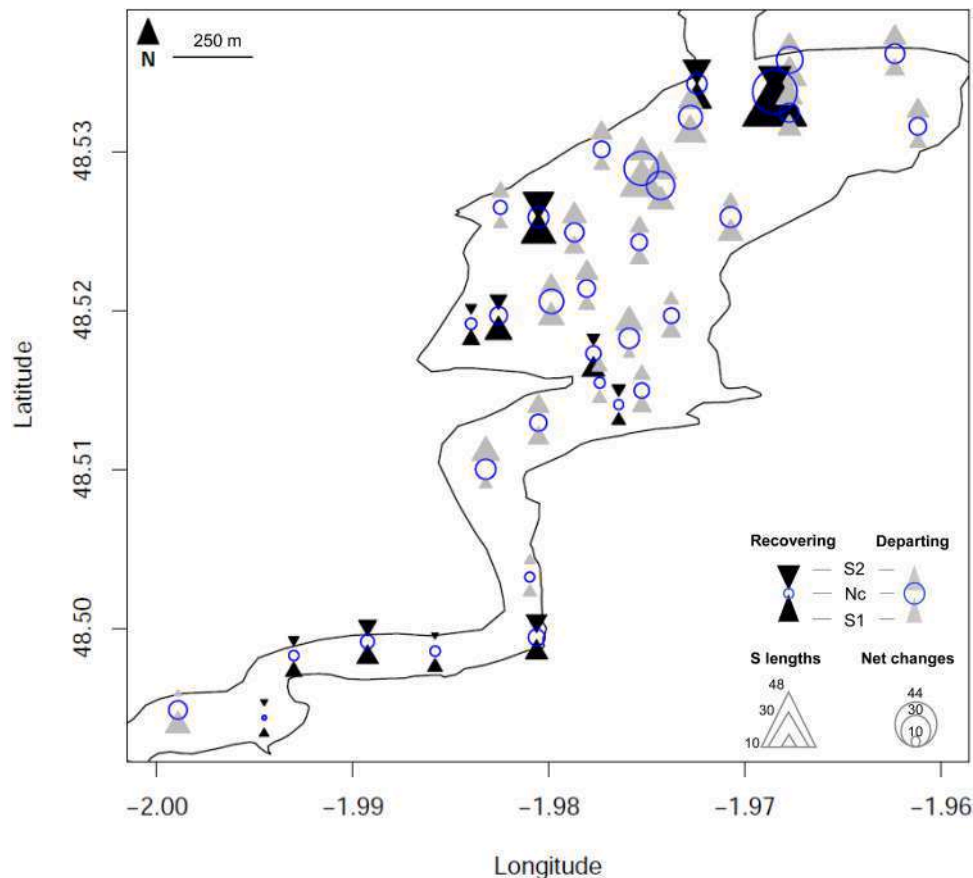 N
250 m
48.53
48.52
48.51
48.50
Latitude
Recovering Departing
S2
Nc
S1
S lengths Net changes
48 44
30 30
10 10
−2.00 −1.99 −1.98 −1.97 −1.96
Longitude